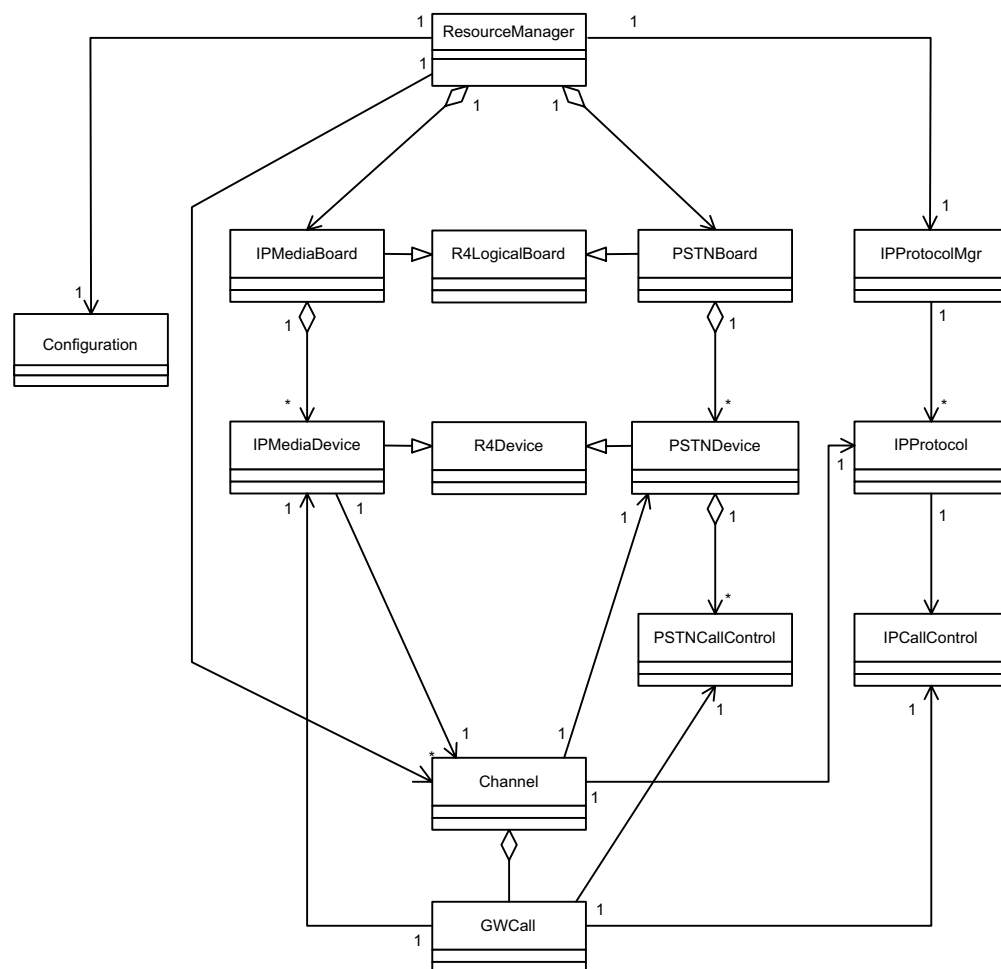 1
1
ResourceManager
1
1
1
1
IPMediaBoard
R4LogicalBoard
PSTNBoard
1
IPProtocolMgr
1
Configuration
1
1
1
*
*
*
IPMediaDevice
R4Device
PSTNDevice
IPProtocol
1
1
1
1
1
1
*
PSTNCallControl
IPCallControl
1
1
1
1
*
Channel
1
GWCall
1
1